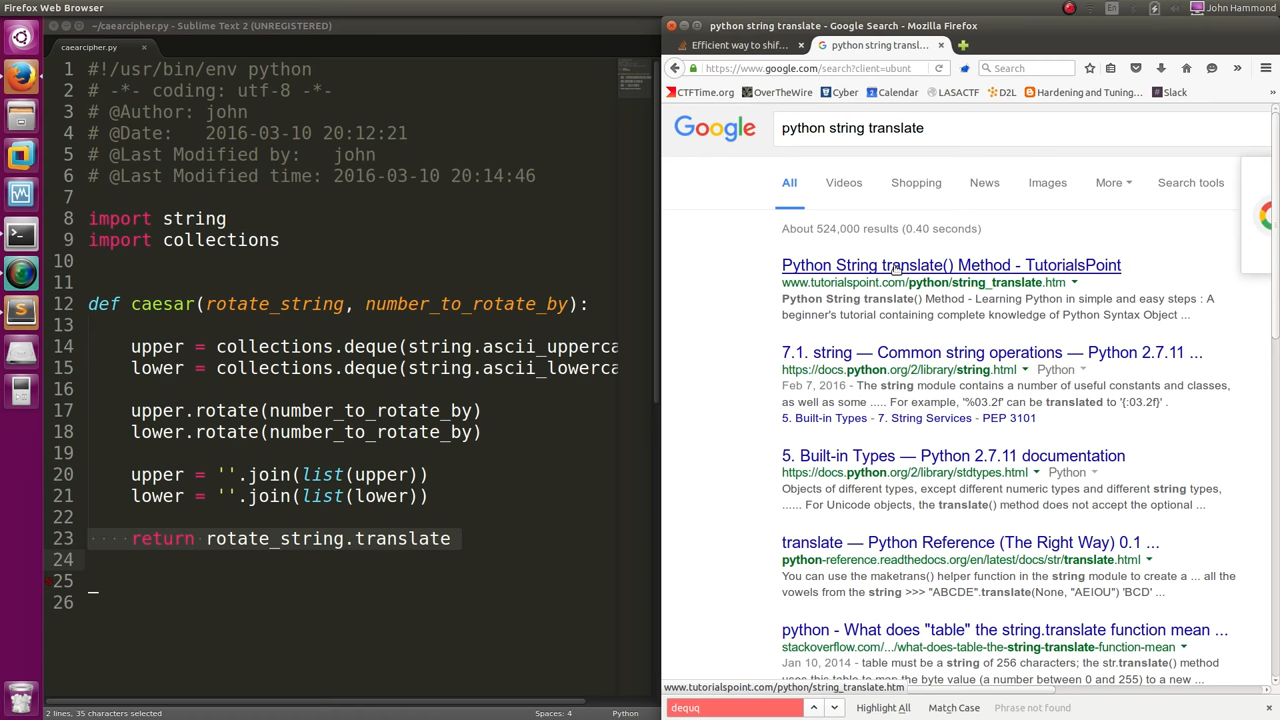 Firefox Web Browser
En
John Hammond
~/caearcipher.py - Sublime Text 2 (UNREGISTERED)
caearcipher.py
1 #!/usr/bin/env python
2 # -*- coding: utf-8 -*-
3 # @Author: john
4 # @Date:   2016-03-10 20:12:21
5 # @Last Modified by:   john
6 # @Last Modified time: 2016-03-10 20:14:46
7
8 import string
9 import collections
10
11
12 def caesar(rotate_string, number_to_rotate_by):
13
14 upper = collections.deque(string.ascii_upperca
15 lower = collections.deque(string.ascii_lowerca
16
17 upper.rotate(number_to_rotate_by)
18 lower.rotate(number_to_rotate_by)
19
20 upper = ''.join(list(upper))
21 lower = ''.join(list(lower))
22
23 return rotate_string.translate
24
25
26
2 lines, 35 characters selected
Spaces: 4
Python
python string translate - Google Search - Mozilla Firefox
Efficient way to shif...
python string transl...
https://www.google.com/search?client=ubunt
Search
CTFTime.org
OverTheWire
Cyber
Calendar
LASACTF
D2L
Hardening and Tuning...
Slack
Google
python string translate
All
Videos
Shopping
News
Images
More
Search tools
About 524,000 results (0.40 seconds)
Python String translate() Method - TutorialsPoint
www.tutorialspoint.com/python/string_translate.htm
Python String translate() Method - Learning Python in simple and easy steps : A
beginner's tutorial containing complete knowledge of Python Syntax Object ...
7.1. string — Common string operations — Python 2.7.11 ...
https://docs.python.org/2/library/string.html
Python
Feb 7, 2016 - The string module contains a number of useful constants and classes,
as well as some ..... For example, '%03.2f' can be translated to '{:03.2f}' .
5. Built-in Types - 7. String Services - PEP 3101
5. Built-in Types — Python 2.7.11 documentation
https://docs.python.org/2/library/stdtypes.html
Python
Objects of different types, except different numeric types and different string types,
...... For Unicode objects, the translate() method does not accept the optional ...
translate — Python Reference (The Right Way) 0.1 ...
python-reference.readthedocs.org/en/latest/docs/str/translate.html
You can use the maketrans() helper function in the string module to create a ... all the
vowels from the string >>> "ABCDE".translate(None, "AEIOU") 'BCD' ...
python - What does "table" the string.translate function mean ...
stackoverflow.com/.../what-does-table-the-string-translate-function-mean
Jan 10, 2014 - table must be a string of 256 characters; the str.translate() method
uses this table to map the byte value (a number between 0 and 255) to a new ...
www.tutorialspoint.com/python/string_translate.htm
dequq
Highlight All
Match Case
Phrase not found